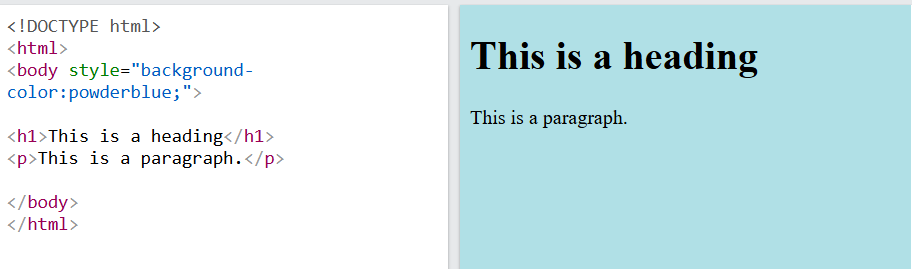 <!DOCTYPE html>
<html>
<body style="background-
color:powderblue;">
<h1>This is a heading</h1>
<p>This is a paragraph.</p>
</body>
</html>
This is a heading
This is a paragraph.